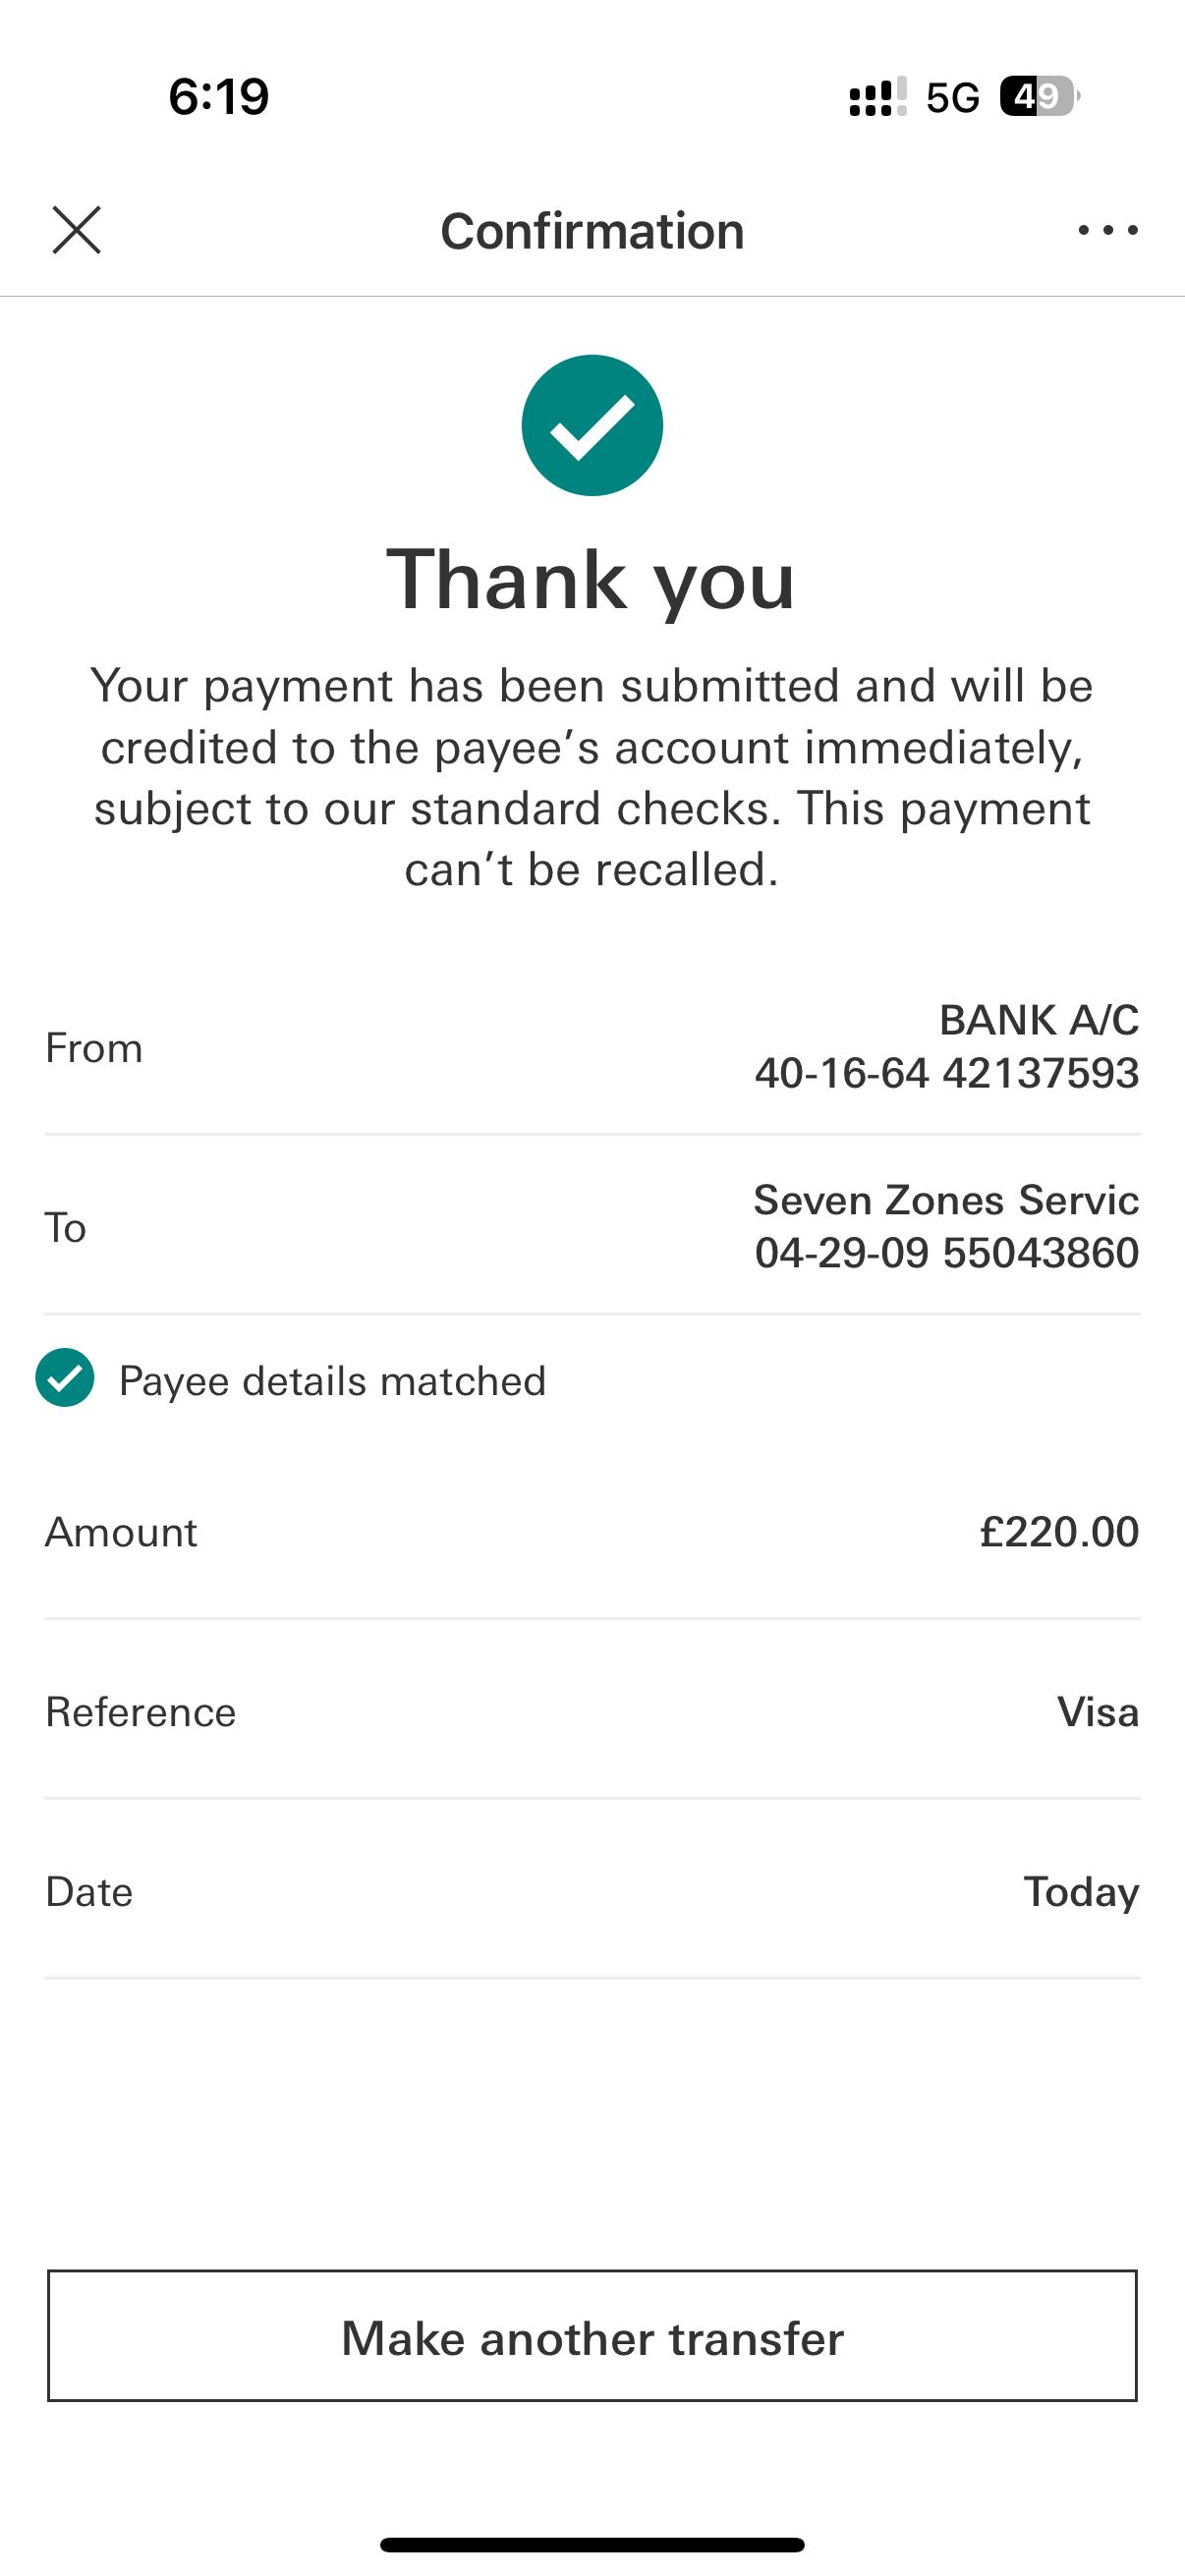 6:19
5G 49
Confirmation
Thank you
Your payment has been submitted and will be
credited to the payee’s account immediately,
subject to our standard checks. This payment
can’t be recalled.
From
BANK A/C
40-16-64 42137593
To
Seven Zones Servic
04-29-09 55043860
Payee details matched
Amount
£220.00
Reference
Visa
Date
Today
Make another transfer